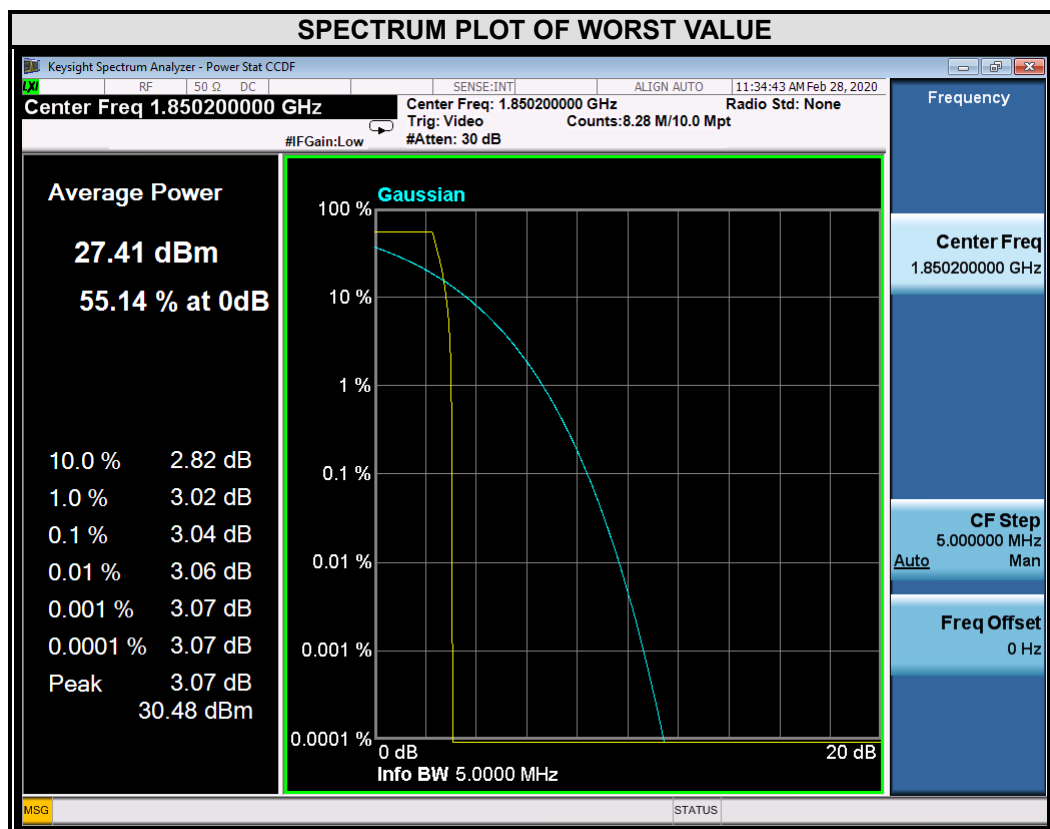 SPECTRUM PLOT OF WORST VALUE
Keysight Spectrum Analyzer - Power Stat CCDF
LXI RF 50 Ω DC SENSE:INT ALIGN AUTO 11:34:43 AM Feb 28, 2020
Center Freq 1.850200000 GHz
Center Freq: 1.850200000 GHz Radio Std: None
Trig: Video Counts:8.28 M/10.0 Mpt
#IFGain:Low #Atten: 30 dB
Frequency
Average Power
27.41 dBm
55.14 % at 0dB
10.0 % 2.82 dB
1.0 % 3.02 dB
0.1 % 3.04 dB
0.01 % 3.06 dB
0.001 % 3.07 dB
0.0001 % 3.07 dB
Peak 3.07 dB
30.48 dBm
Gaussian
100 %
10 %
1 %
0.1 %
0.01 %
0.001 %
0.0001 %
0 dB 20 dB
Info BW 5.0000 MHz
Center Freq
1.850200000 GHz
CF Step
5.000000 MHz
Auto Man
Freq Offset
0 Hz
MSG STATUS